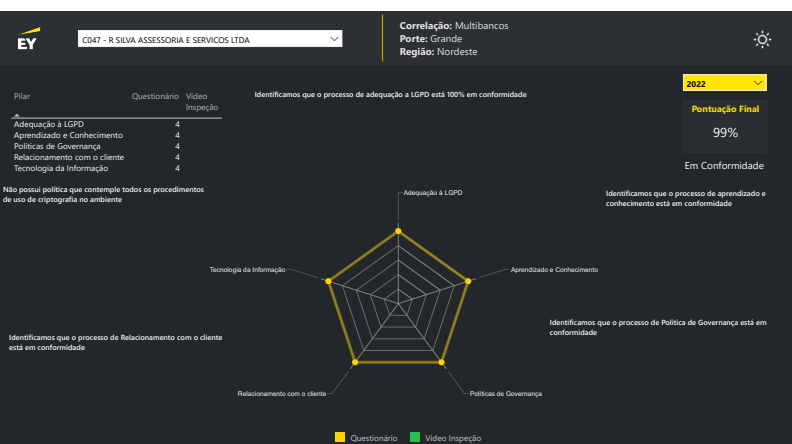 EY
C047 - R SILVA ASSESSORIA E SERVICOS LTDA
Correlação: Multibancos
Porte: Grande
Região: Nordeste
2022
Pontuação Final
99%
Em Conformidade
Pilar Questionário Video
Inspeção
Adequação à LGPD 4
Aprendizado e Conhecimento 4
Políticas de Governança 4
Relacionamento com o cliente 4
Tecnologia da Informação 4
Identificamos que o processo de adequação a LGPD está 100% em conformidade
Não possui política que contemple todos os procedimentos
de uso de criptografia no ambiente
Identificamos que o processo de aprendizado e
conhecimento está em conformidade
Adequação à LGPD
Tecnologia da Informação
Aprendizado e Conhecimento
Identificamos que o processo de Relacionamento com o cliente
está em conformidade
Identificamos que o processo de Política de Governança está em
conformidade
Relacionamento com o cliente
Políticas de Governança
Questionário Video Inspeção